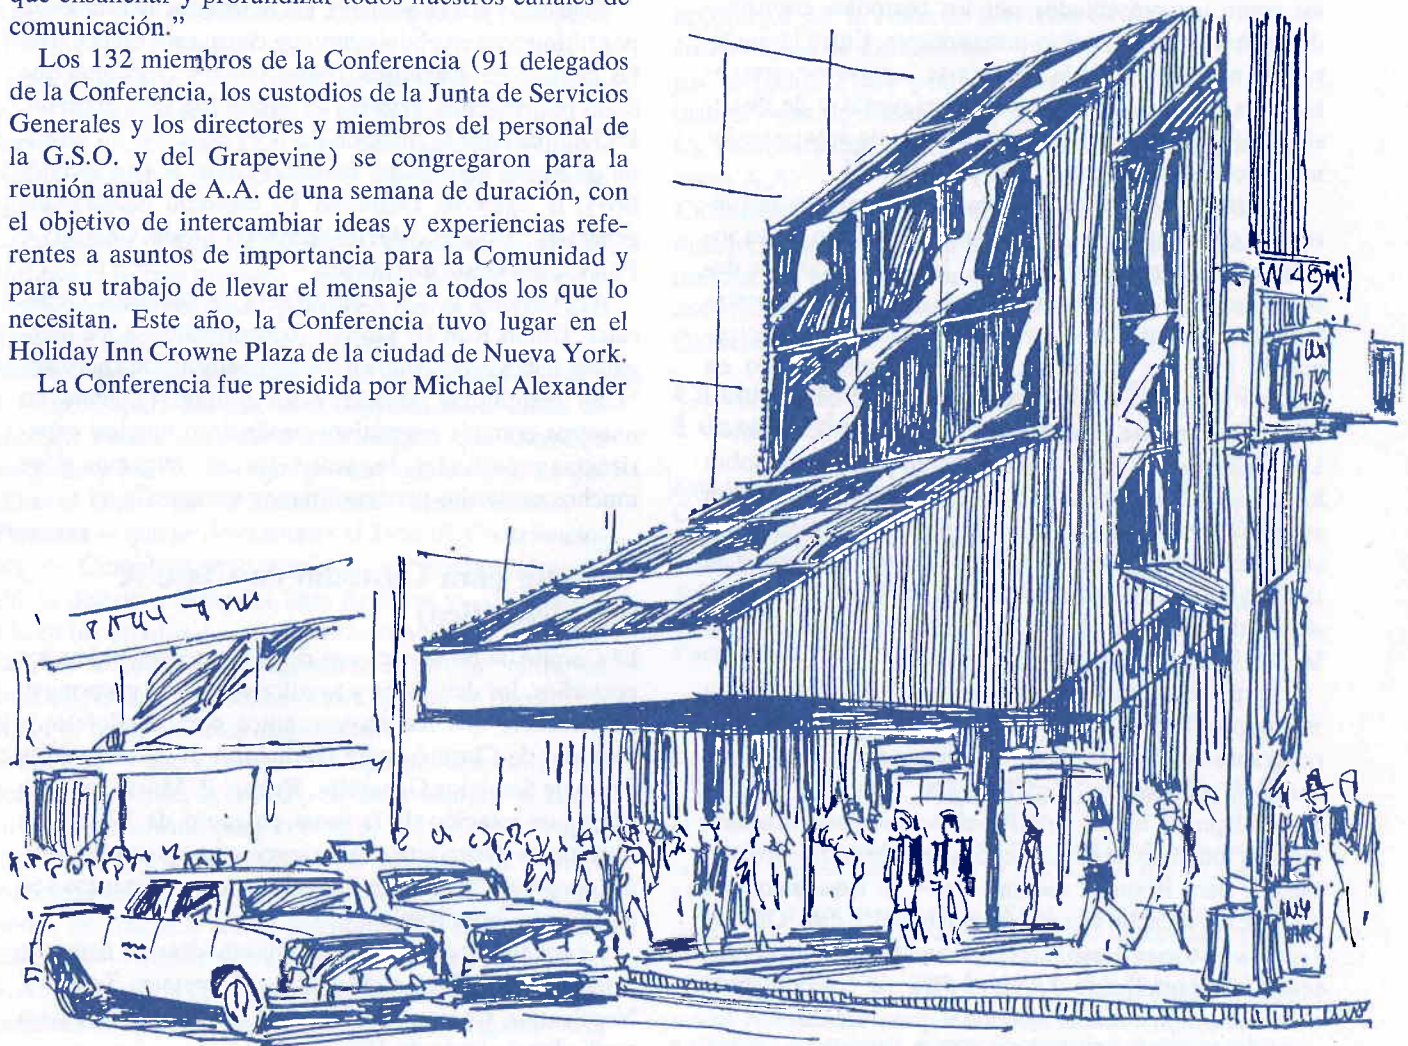 comunicación.”
Los 132 miembros de la Conferencia (91 delegados
de la Conferencia, los custodios de la Junta de Servicios
Generales y los directores y miembros del personal de
la G.S.O. y del Grapevine) se congregaron para la
reunión anual de A.A. de una semana de duración, con
el objetivo de intercambiar ideas y experiencias refe-
rentes a asuntos de importancia para la Comunidad y
para su trabajo de llevar el mensaje a todos los que lo
necesitan. Este año, la Conferencia tuvo lugar en el
Holiday Inn Crowne Plaza de la ciudad de Nueva York.
La Conferencia fue presidida por Michael Alexander
W 49